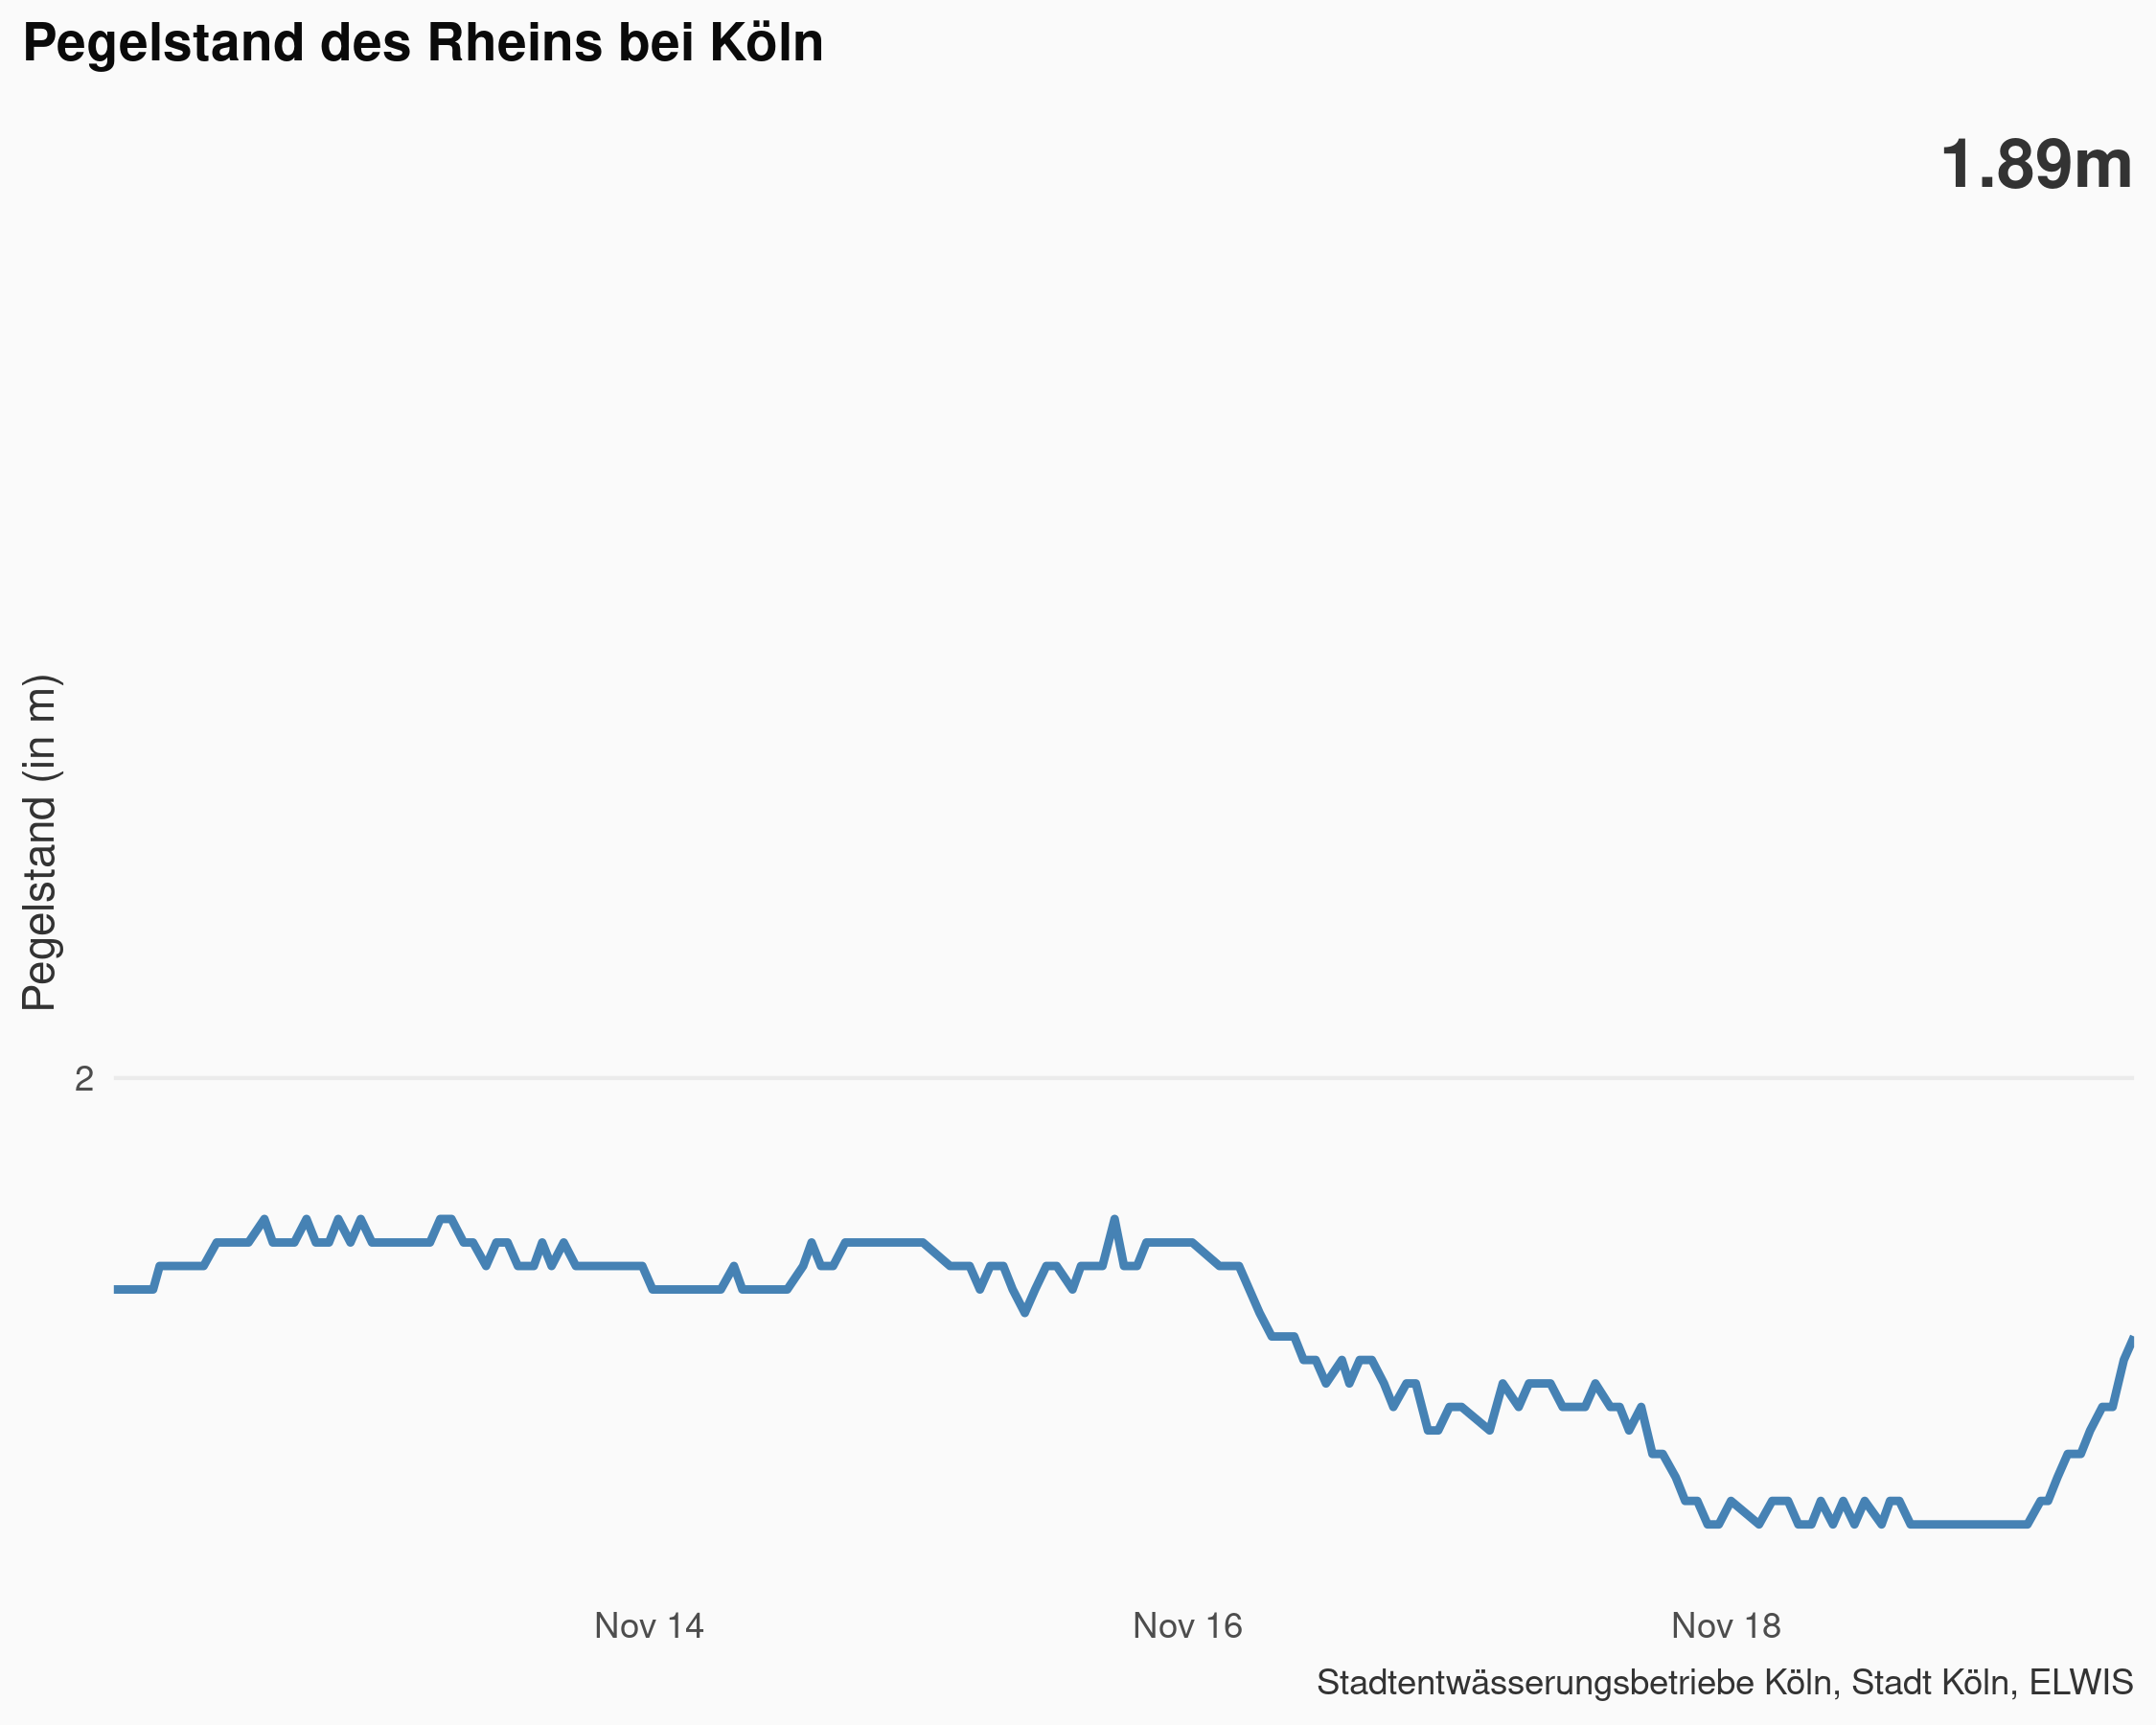 Pegelstand des Rheins bei Köln
1.89m
Pegelstand (in m)
2
Nov 14
Nov 16
Nov 18
Stadtentwässerungsbetriebe Köln, Stadt Köln, ELWIS